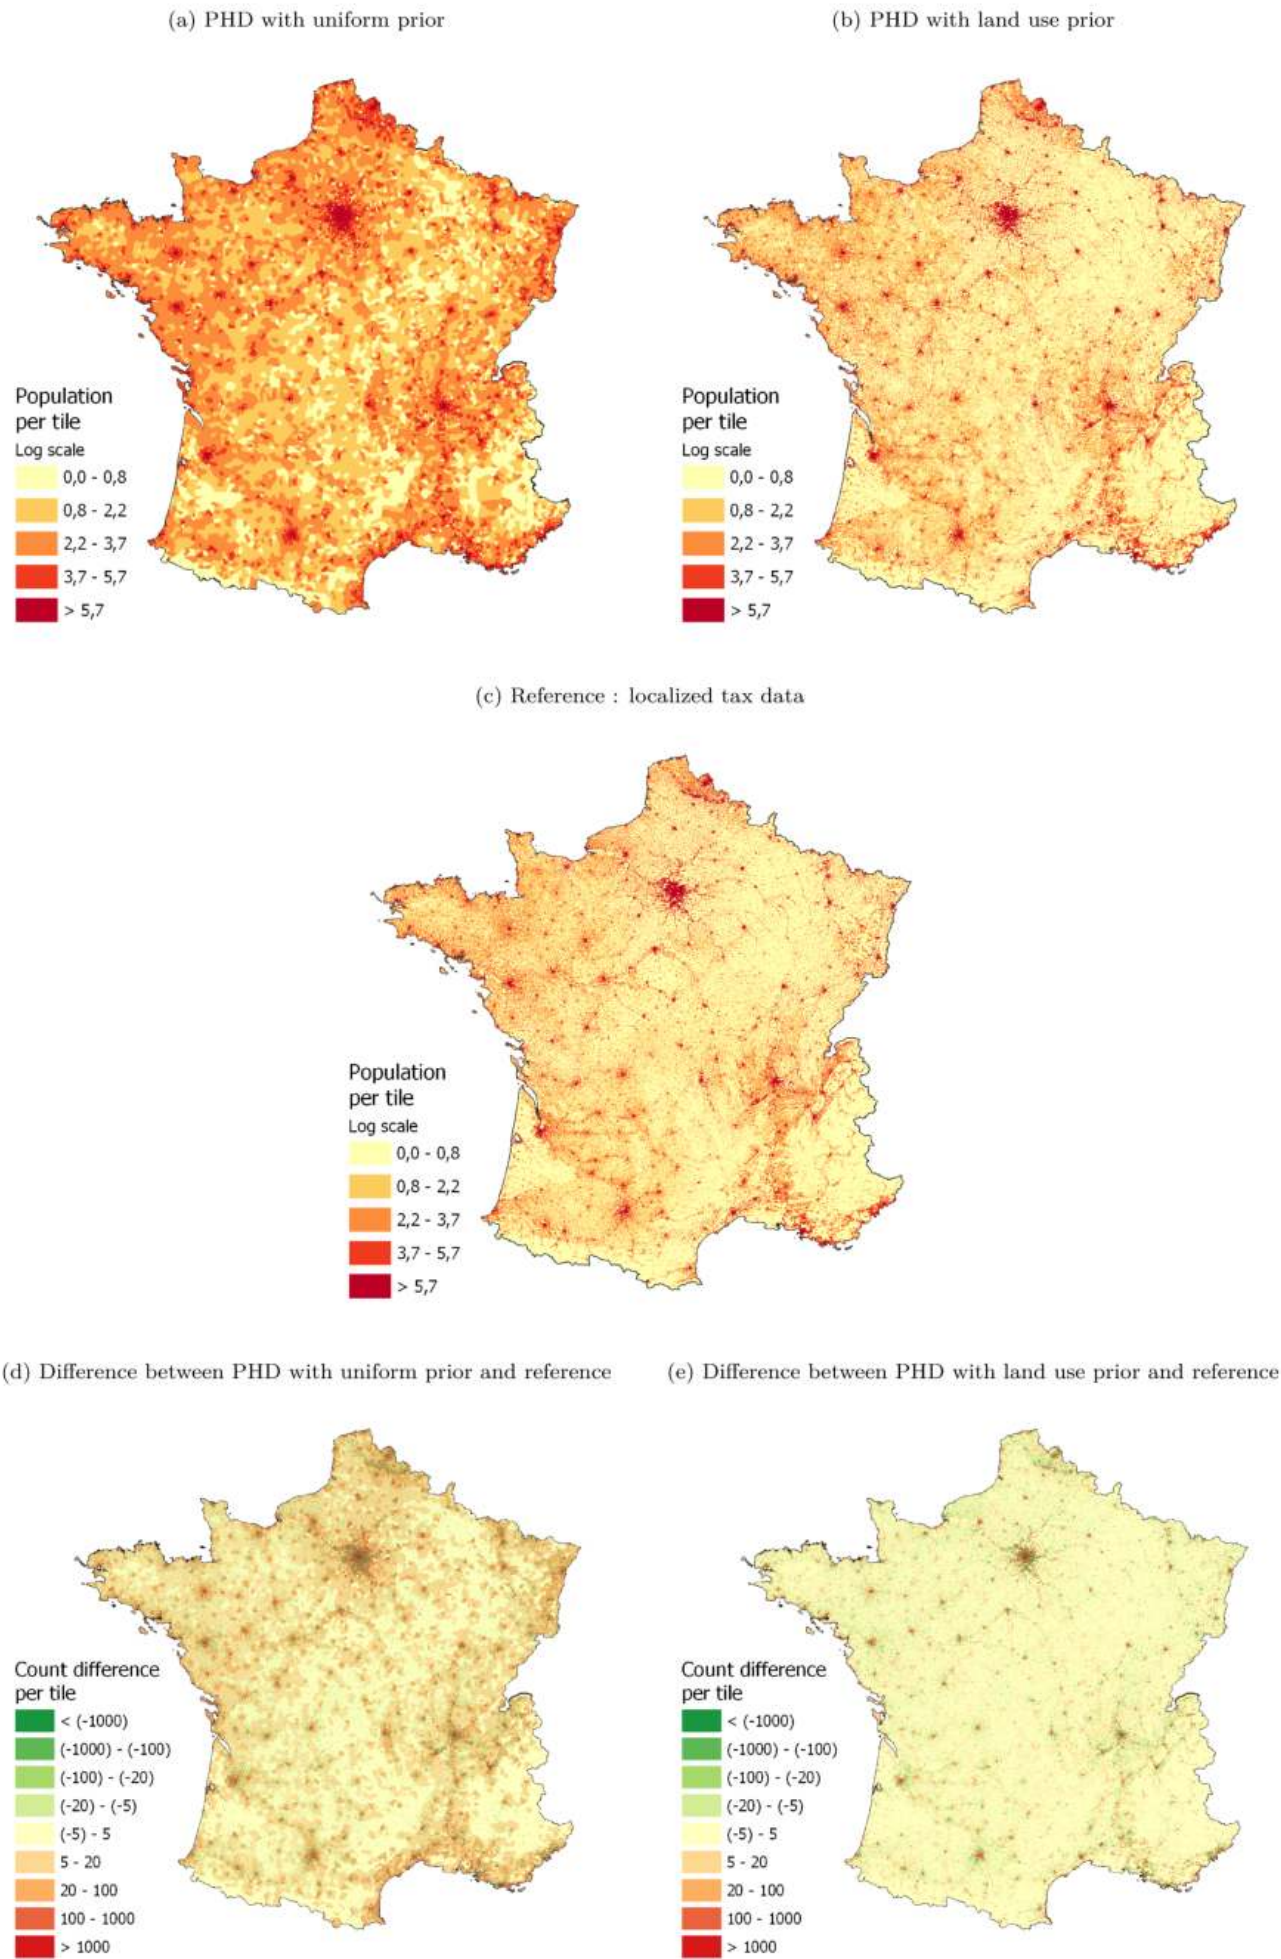 (a) PHD with uniform prior
(b) PHD with land use prior
Population
per tile
Log scale
0,0 - 0,8
0,8 - 2,2
2,2 - 3,7
3,7 - 5,7
> 5,7
Population
per tile
Log scale
0,0 - 0,8
0,8 - 2,2
2,2 - 3,7
3,7 - 5,7
> 5,7
(c) Reference : localized tax data
Population
per tile
Log scale
0,0 - 0,8
0,8 - 2,2
2,2 - 3,7
3,7 - 5,7
> 5,7
(d) Difference between PHD with uniform prior and reference
(e) Difference between PHD with land use prior and reference
Count difference
per tile
< (-1000)
(-1000) - (-100)
(-100) - (-20)
(-20) - (-5)
(-5) - 5
5 - 20
20 - 100
100 - 1000
> 1000
Count difference
per tile
< (-1000)
(-1000) - (-100)
(-100) - (-20)
(-20) - (-5)
(-5) - 5
5 - 20
20 - 100
100 - 1000
> 1000